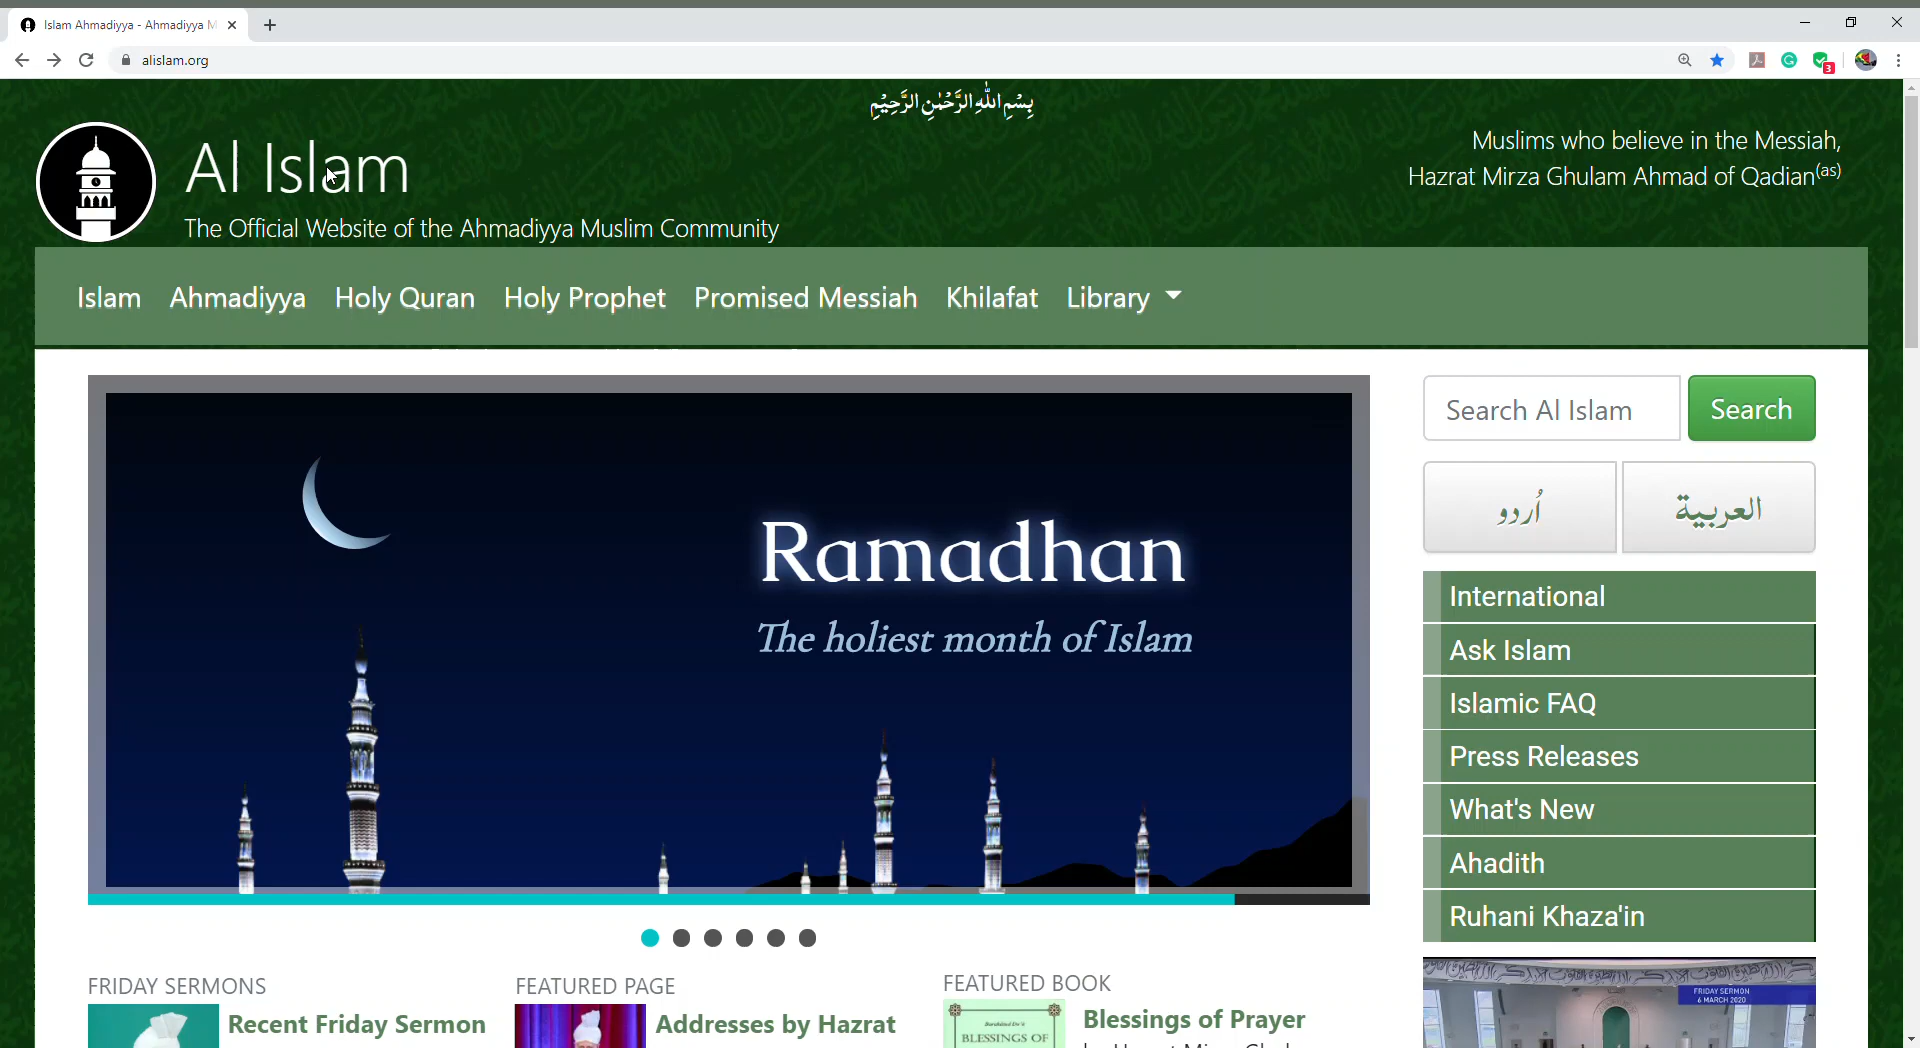 Islam Ahmadiyya - Ahmadiyya M
alislam.org
3
بِسْمِ اللّٰهِ الرَّحْمٰنِ الرَّحِيْمِ
Al Islam
The Official Website of the Ahmadiyya Muslim Community
Muslims who believe in the Messiah,
Hazrat Mirza Ghulam Ahmad of Qadian(as)
Islam Ahmadiyya Holy Quran Holy Prophet Promised Messiah Khilafat Library
Ramadhan
The holiest month of Islam
Search Al Islam Search
اُردو
العربية
International
Ask Islam
Islamic FAQ
Press Releases
What's New
Ahadith
Ruhani Khaza'in
FRIDAY SERMONS
Recent Friday Sermon
FEATURED PAGE
Addresses by Hazrat
FEATURED BOOK
BLESSINGS OF
Blessings of Prayer
FRIDAY SERMON
6 MARCH 2020